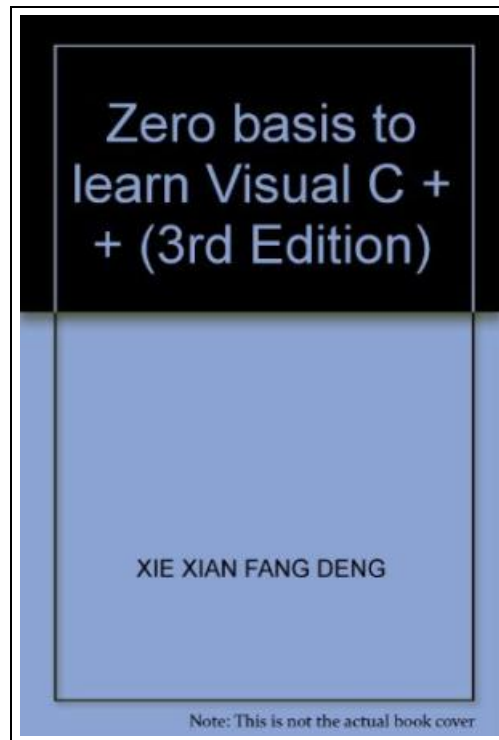 Zero basis to
learn Visual C +
+ (3rd Edition)
XIE XIAN FANG DENG
Note: This is not the actual book cover